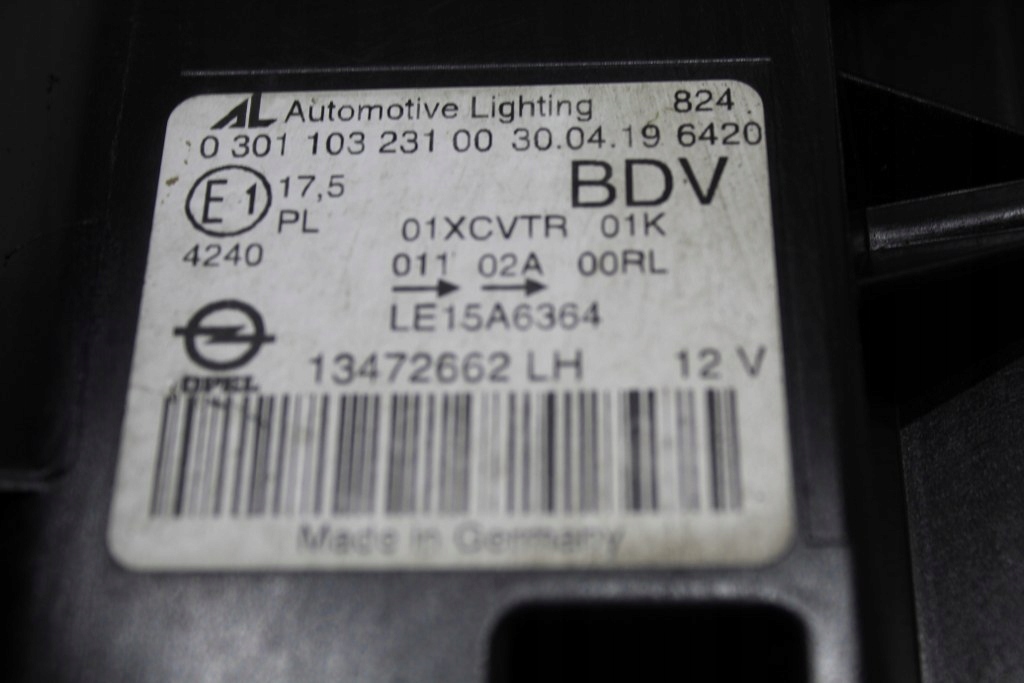 AL Automotive Lighting 824
0 301 103 231 00 30.04.19 6420
E1 17,5 BDV
PL 01XCVTR 01K
4240 011 02A 00RL
→ →
LE15A6364
OPEL 13472662 LH 12 V
Made in Germany